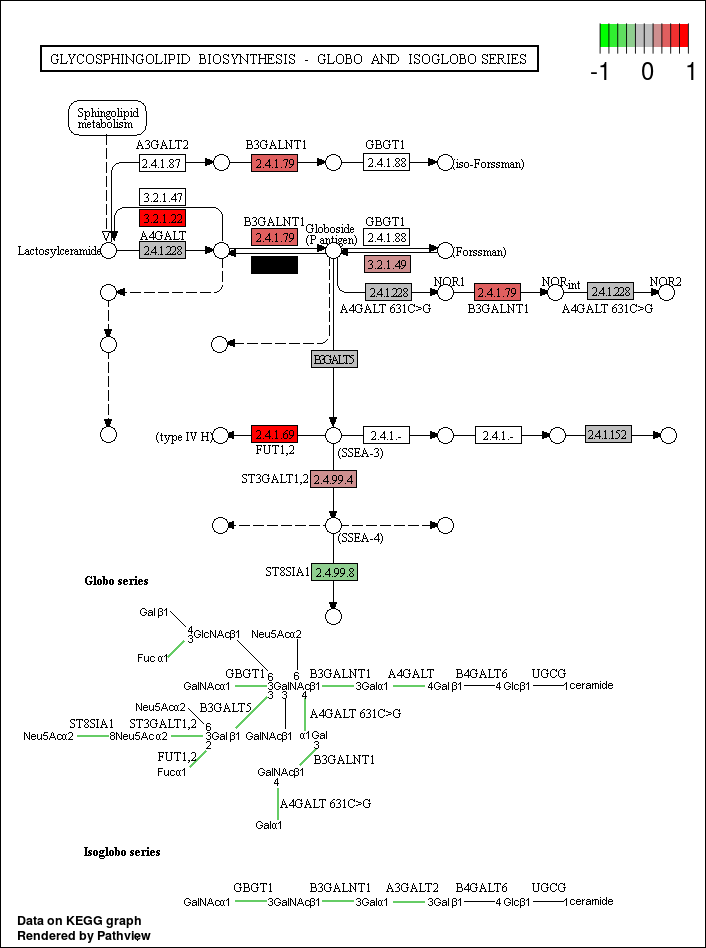 GLYCOSPHINGOLIPID BIOSYNTHESIS - GLOBO AND ISOGLOBO SERIES
-1 0 1
Sphingolipid
metabolism
A3GALT2 B3GALNT1 GBGT1
2.4.1.87 2.4.1.79 2.4.1.88 (iso-Forssman)
3.2.1.47
3.2.1.22
A4GALT B3GALNT1 Globoside
(P antigen) GBGT1
2.4.1.79 2.4.1.88
Lactosylceramide 2.4.1.228 (Forssman)
3.2.1.49
NOR1 NORint NOR2
2.4.1.228 2.4.1.79 2.4.1.228
A4GALT 631C>G B3GALNT1 A4GALT 631C>G
B3GALT5
(type IV H) 2.4.1.69 2.4.1.- 2.4.1.- 2.4.1.152
FUT1,2 (SSEA-3)
ST3GALT1,2 2.4.99.4
(SSEA-4)
ST8SIA1 2.4.99.8
Globo series
Galβ1
4
3 GlcNAcβ1 Neu5Acα2
Fucα1
GBGT1 6 6 B3GALNT1 A4GALT B4GALT6 UGCG
GalNAcα1 3GalNAcβ1 3Galα1 4Galβ1 4Glcβ1 1ceramide
3 3 4
B3GALT5
Neu5Acα2 A4GALT 631C>G
ST8SIA1 ST3GALT1,2 6
Neu5Acα2 8Neu5Acα2 3Galβ1 GalNAcβ1 α1Gal
2 3
FUT1,2 B3GALNT1
Fucα1 GalNAcβ1
4
A4GALT 631C>G
Galα1
Isoglobo series
GBGT1 B3GALNT1 A3GALT2 B4GALT6 UGCG
GalNAcα1 3GalNAcβ1 3Galα1 3Galβ1 4Glcβ1 1ceramide
Data on KEGG graph
Rendered by Pathview